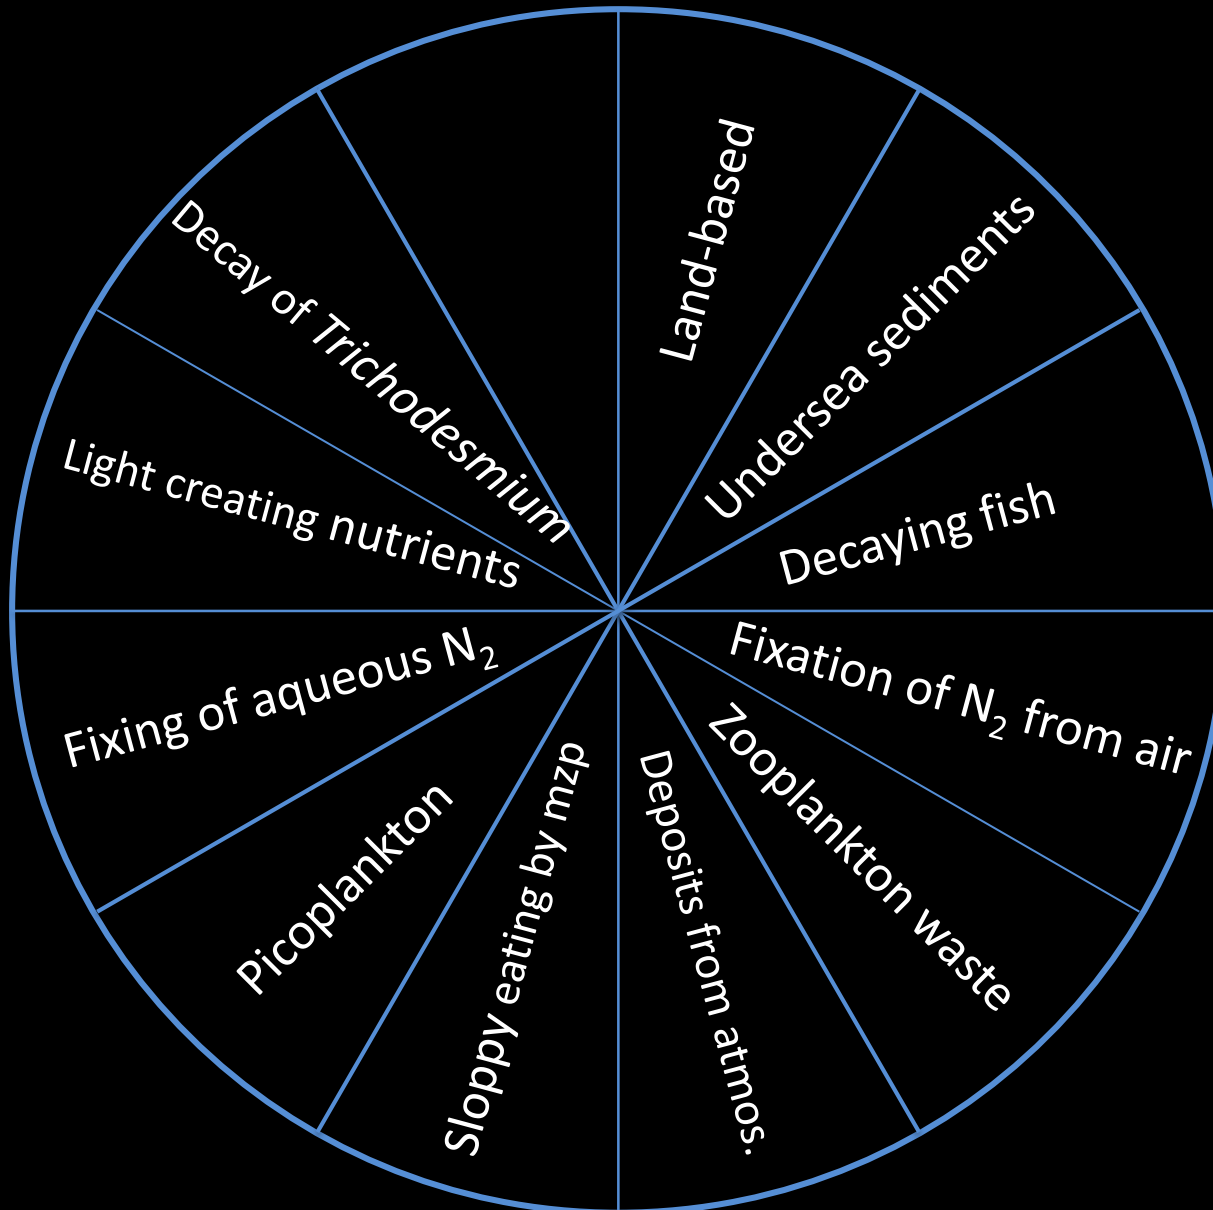 Land-based
Undersea sediments
Decaying fish
Fixation of N₂ from air
Zooplankton waste
Deposits from atmos.
Sloppy eating by mzp
Picoplankton
Fixing of aqueous N₂
Light creating nutrients
Decay of Trichodesmium